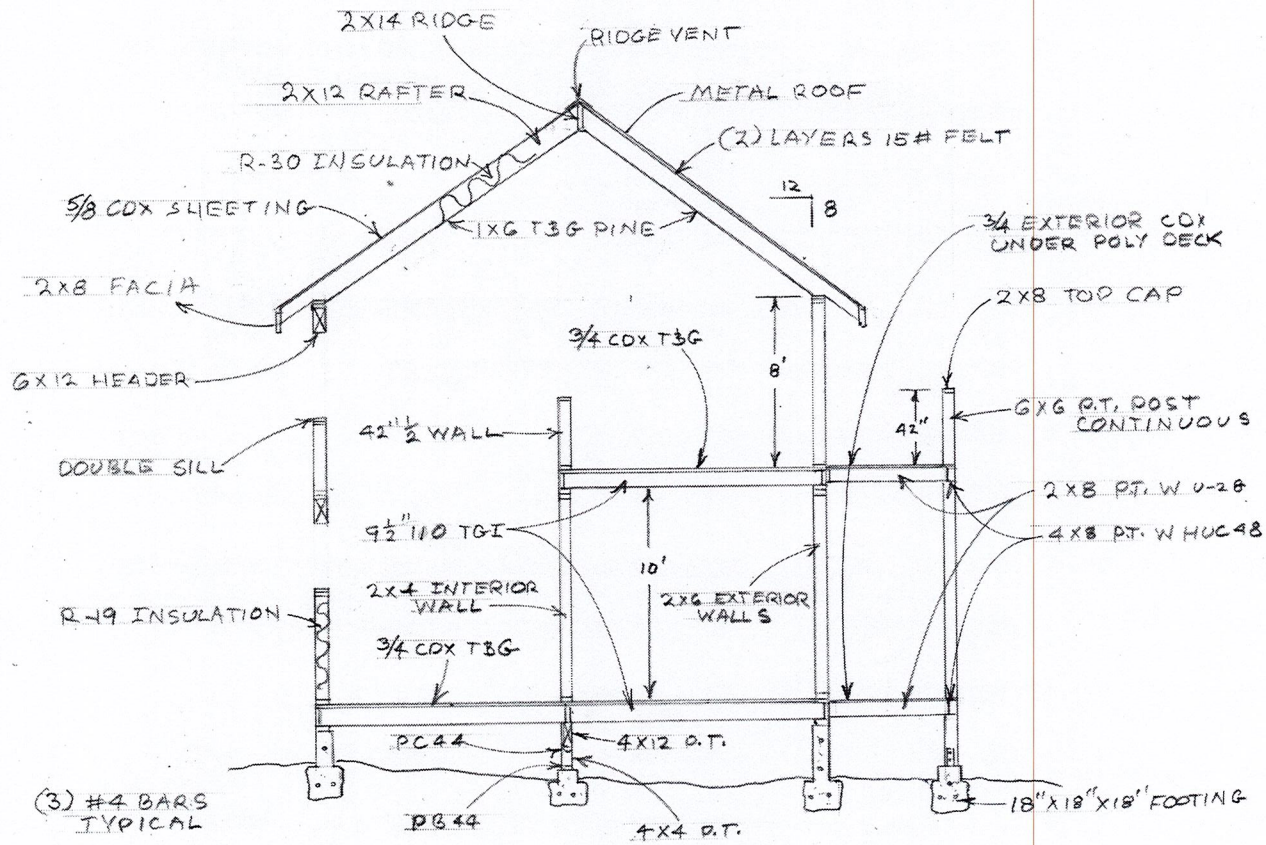 2X14 RIDGE
RIDGE VENT
2X12 RAFTER
METAL ROOF
(2) LAYERS 15# FELT
R-30 INSULATION
12
8
5/8 CDX SHEETING
1X6 T&G PINE
3/4 EXTERIOR CDX
UNDER POLY DECK
2X8 FACIA
2X8 TOP CAP
3/4 CDX T&G
8'
6X12 HEADER
42"
6X6 P.T. POST
CONTINUOUS
42" 1/2 WALL
DOUBLE SILL
2X8 P.T. W U-28
9 1/2" 110 TGI
4X8 P.T. W HUC48
10'
2X4 INTERIOR
WALL
2X6 EXTERIOR
WALLS
R-19 INSULATION
3/4 CDX T&G
PC44
4X12 P.T.
(3) #4 BARS
TYPICAL
PB44
4X4 P.T.
18"X18"X18" FOOTING